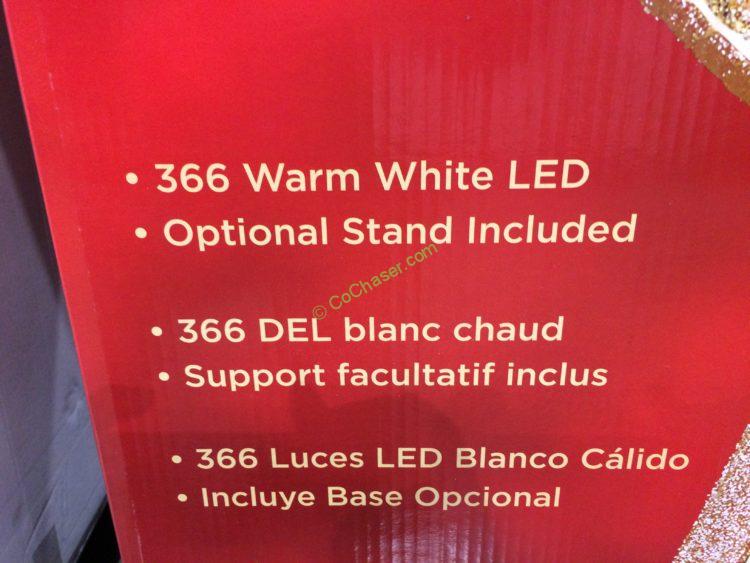 • 366 Warm White LED
• Optional Stand Included
© CoChaser.com
• 366 DEL blanc chaud
• Support facultatif inclus
• 366 Luces LED Blanco Cálido
• Incluye Base Opcional